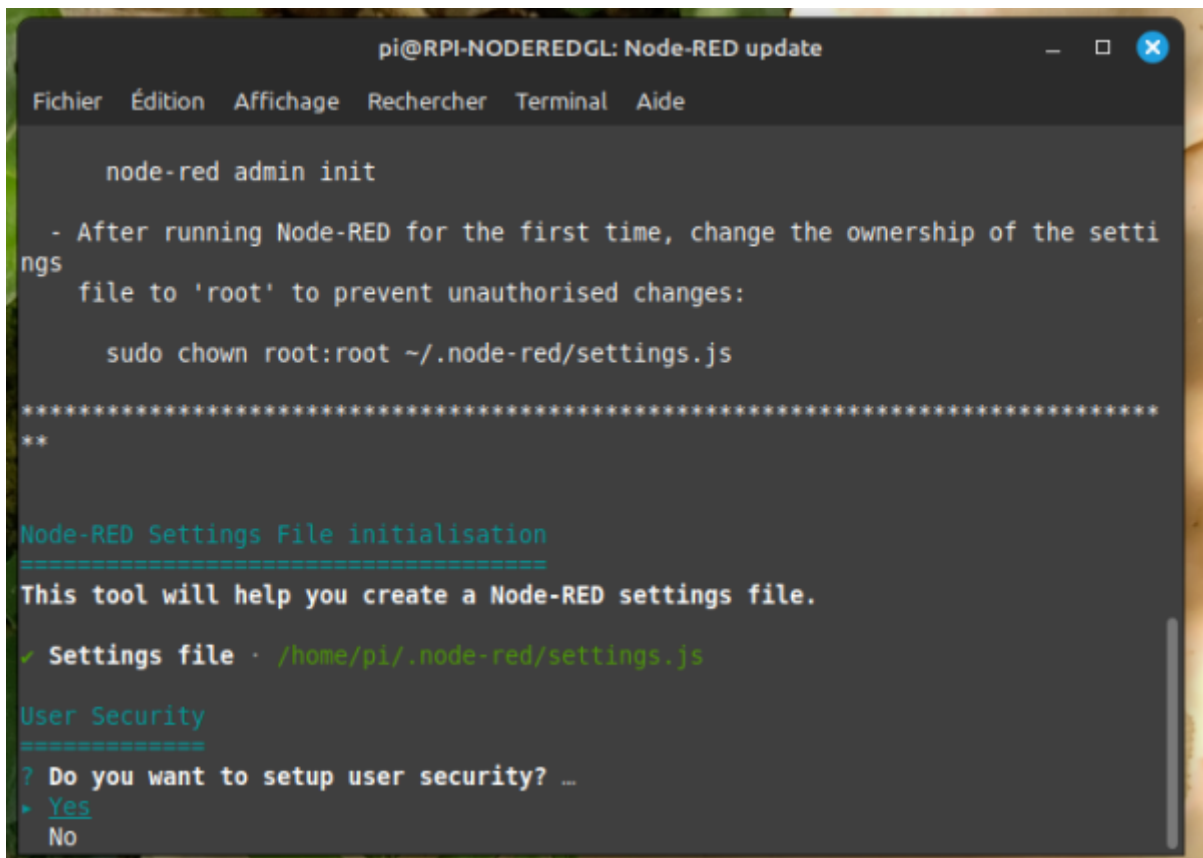 pi@RPI-NODEREDGL: Node-RED update
Fichier Édition Affichage Rechercher Terminal Aide
node-red admin init
- After running Node-RED for the first time, change the ownership of the setti
ngs
file to 'root' to prevent unauthorised changes:
sudo chown root:root ~/.node-red/settings.js
********************************************************************************
**
Node-RED Settings File initialisation
=====================================
This tool will help you create a Node-RED settings file.
✔ Settings file · /home/pi/.node-red/settings.js
User Security
=============
? Do you want to setup user security? …
▸ Yes
No